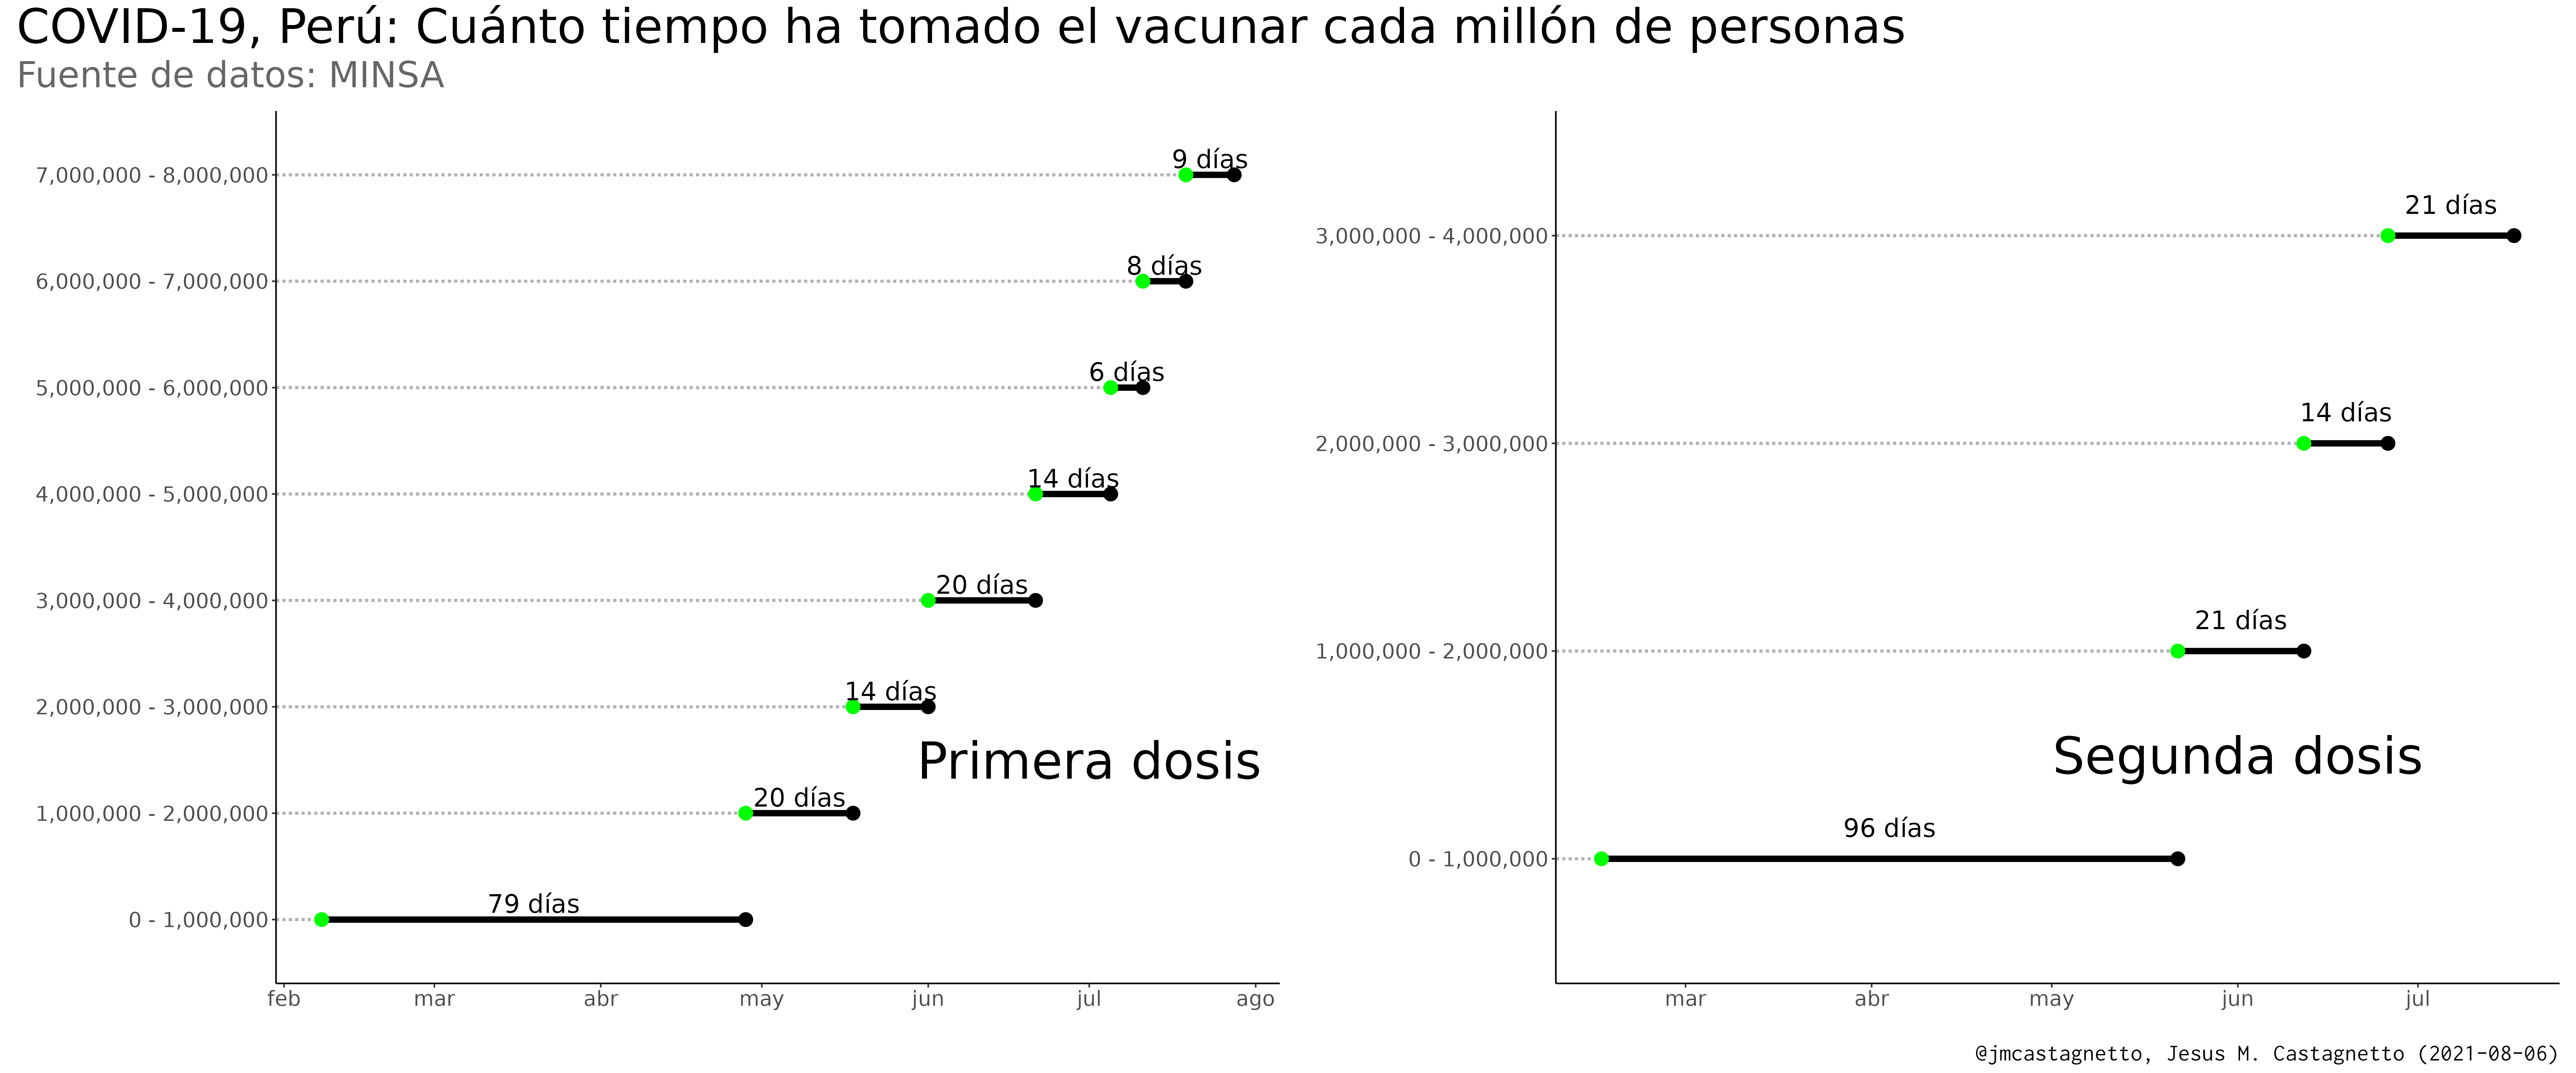 COVID-19, Perú: Cuánto tiempo ha tomado el vacunar cada millón de personas
Fuente de datos: MINSA
9 días
7,000,000 - 8,000,000
8 días
6,000,000 - 7,000,000
6 días
5,000,000 - 6,000,000
14 días
4,000,000 - 5,000,000
20 días
3,000,000 - 4,000,000
14 días
2,000,000 - 3,000,000
Primera dosis
20 días
1,000,000 - 2,000,000
79 días
0 - 1,000,000
feb mar abr may jun jul ago
21 días
3,000,000 - 4,000,000
14 días
2,000,000 - 3,000,000
21 días
1,000,000 - 2,000,000
Segunda dosis
96 días
0 - 1,000,000
mar abr may jun jul
@jmcastagnetto, Jesus M. Castagnetto (2021-08-06)